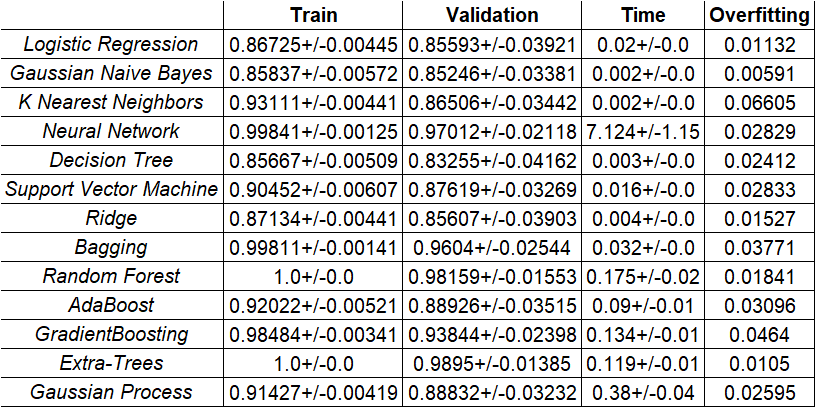 Train Validation Time Overfitting
Logistic Regression 0.86725+/-0.00445 0.85593+/-0.03921 0.02+/-0.0 0.01132
Gaussian Naive Bayes 0.85837+/-0.00572 0.85246+/-0.03381 0.002+/-0.0 0.00591
K Nearest Neighbors 0.93111+/-0.00441 0.86506+/-0.03442 0.002+/-0.0 0.06605
Neural Network 0.99841+/-0.00125 0.97012+/-0.02118 7.124+/-1.15 0.02829
Decision Tree 0.85667+/-0.00509 0.83255+/-0.04162 0.003+/-0.0 0.02412
Support Vector Machine 0.90452+/-0.00607 0.87619+/-0.03269 0.016+/-0.0 0.02833
Ridge 0.87134+/-0.00441 0.85607+/-0.03903 0.004+/-0.0 0.01527
Bagging 0.99811+/-0.00141 0.9604+/-0.02544 0.032+/-0.0 0.03771
Random Forest 1.0+/-0.0 0.98159+/-0.01553 0.175+/-0.02 0.01841
AdaBoost 0.92022+/-0.00521 0.88926+/-0.03515 0.09+/-0.01 0.03096
GradientBoosting 0.98484+/-0.00341 0.93844+/-0.02398 0.134+/-0.01 0.0464
Extra-Trees 1.0+/-0.0 0.9895+/-0.01385 0.119+/-0.01 0.0105
Gaussian Process 0.91427+/-0.00419 0.88832+/-0.03232 0.38+/-0.04 0.02595